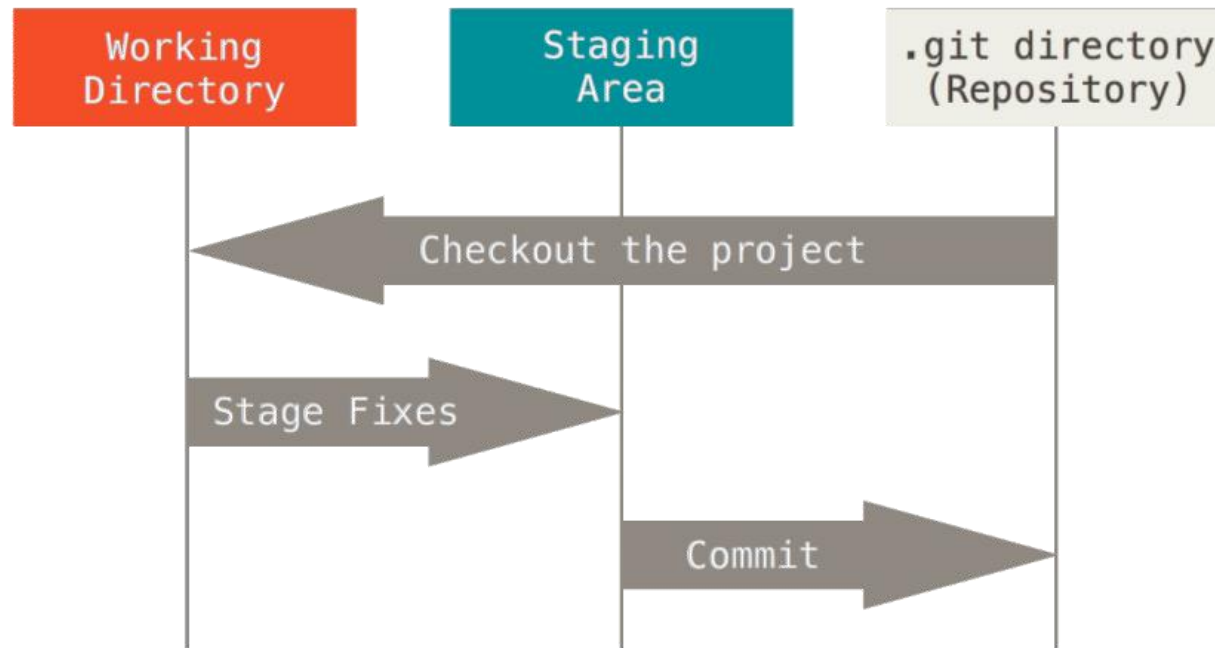 Working
Directory
Staging
Area
.git directory
(Repository)
Checkout the project
Stage Fixes
Commit